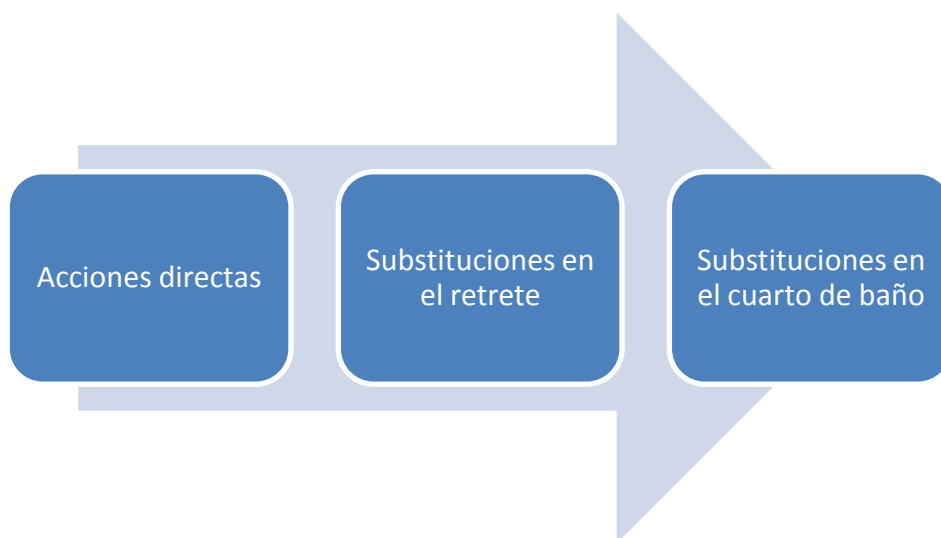 Acciones directas
Substituciones en
el retrete
Substituciones en
el cuarto de baño